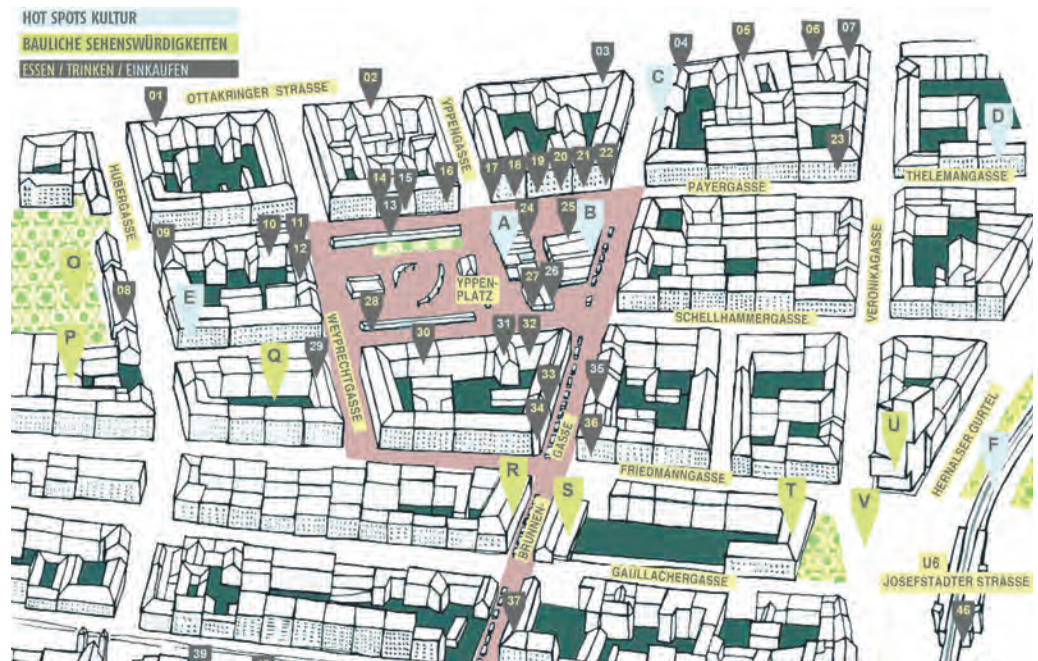 HOT SPOTS KULTUR
BAULICHE SEHENSWÜRDIGKEITEN
ESSEN / TRINKEN / EINKAUFEN
01
OTTAKRINGER STRASSE
02
YPPENGASSE
03
04
C
05
06
07
D
HUBERGASSE
14
15
16
17
18
19
20
21
22
23
PAYERGASSE
THELEMANGASSE
13
09
10
11
12
A
24
25
B
O
08
E
28
YPPEN-
PLATZ
27
26
VERONIKAGASSE
SCHELLHAMMERGASSE
P
Q
29
WEYPRECHTGASSE
30
31
32
33
34
35
36
GASSE
FRIEDMANNGASSE
U
HERNALSER GÜRTEL
F
R
S
T
V
BRUNNEN-
GAULLACHERGASSE
U6
JOSEFSTÄDTER STRASSE
37
46
39